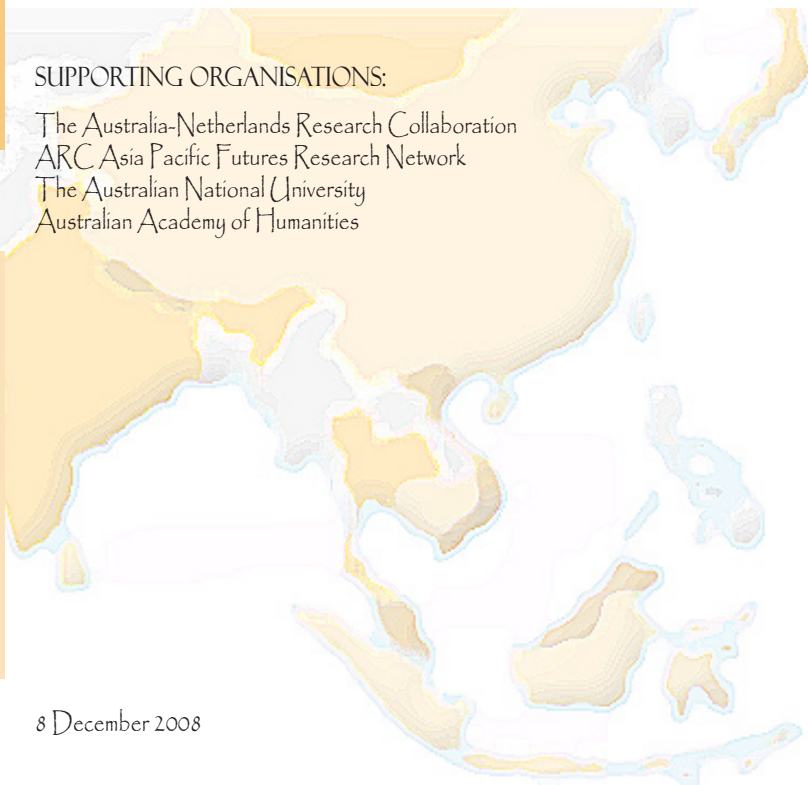 SUPPORTING ORGANISATIONS:
The Australia-Netherlands Research Collaboration
ARC Asia Pacific Futures Research Network
The Australian National University
Australian Academy of Humanities
8 December 2008